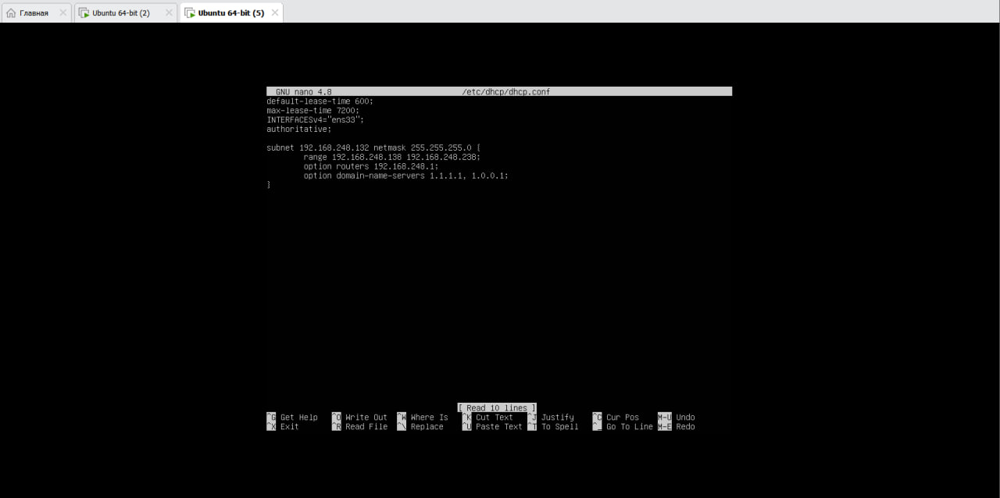 Главная Ubuntu 64-bit (2) Ubuntu 64-bit (5)
GNU nano 4.8 /etc/dhcp/dhcp.conf
default-lease-time 600;
max-lease-time 7200;
INTERFACESv4="ens33";
authoritative;
subnet 192.168.248.132 netmask 255.255.255.0 {
range 192.168.248.138 192.168.248.238;
option routers 192.168.248.1;
option domain-name-servers 1.1.1.1, 1.0.0.1;
}
[ Read 10 lines ]
^G Get Help ^O Write Out ^W Where Is ^K Cut Text ^J Justify ^C Cur Pos M-U Undo
^X Exit ^R Read File ^\ Replace ^U Paste Text ^T To Spell ^_ Go To Line M-E Redo